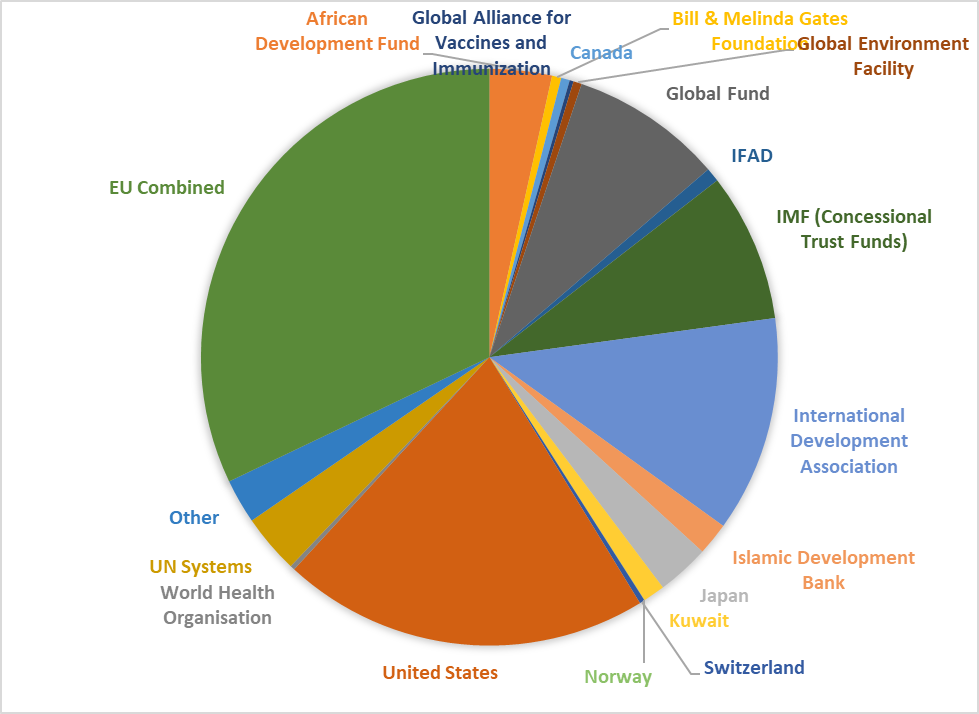 African
Development Fund
Global Alliance for
Vaccines and
Immunization
Canada
Bill & Melinda Gates
Foundation
Global Environment
Facility
Global Fund
IFAD
IMF (Concessional
Trust Funds)
International
Development
Association
Islamic Development
Bank
Japan
Kuwait
Switzerland
Norway
United States
World Health
Organisation
UN Systems
Other
EU Combined